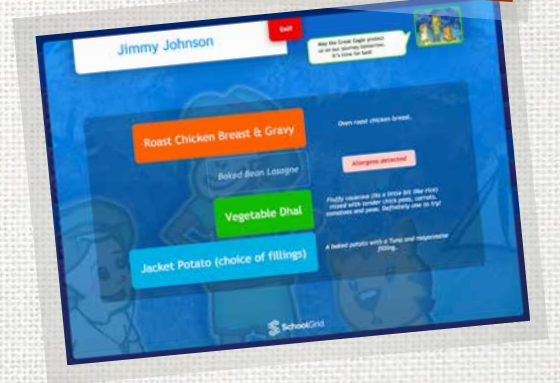 Jimmy Johnson
Exit
May the Great Eagle protect
us on our journey tomorrow.
It's time for bed!
Roast Chicken Breast & Gravy
Oven roast chicken breast.
Baked Bean Lasagne
Allergens detected
Vegetable Dhal
Fluffy couscous (its a little bit like rice)
mixed with tender chick peas, carrots,
tomatoes and peas. Definitely one to try!
Jacket Potato (choice of fillings)
A baked potato with a Tuna and mayonnaise
filling.
SchoolGrid